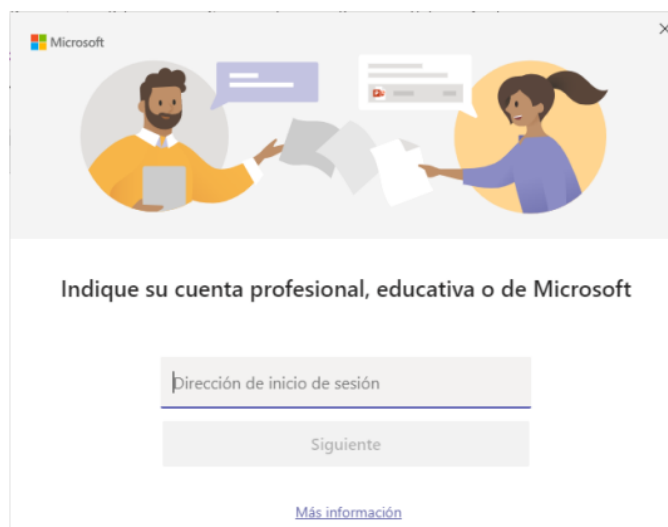 Microsoft
Indique su cuenta profesional, educativa o de Microsoft
Dirección de inicio de sesión
Siguiente
Más información